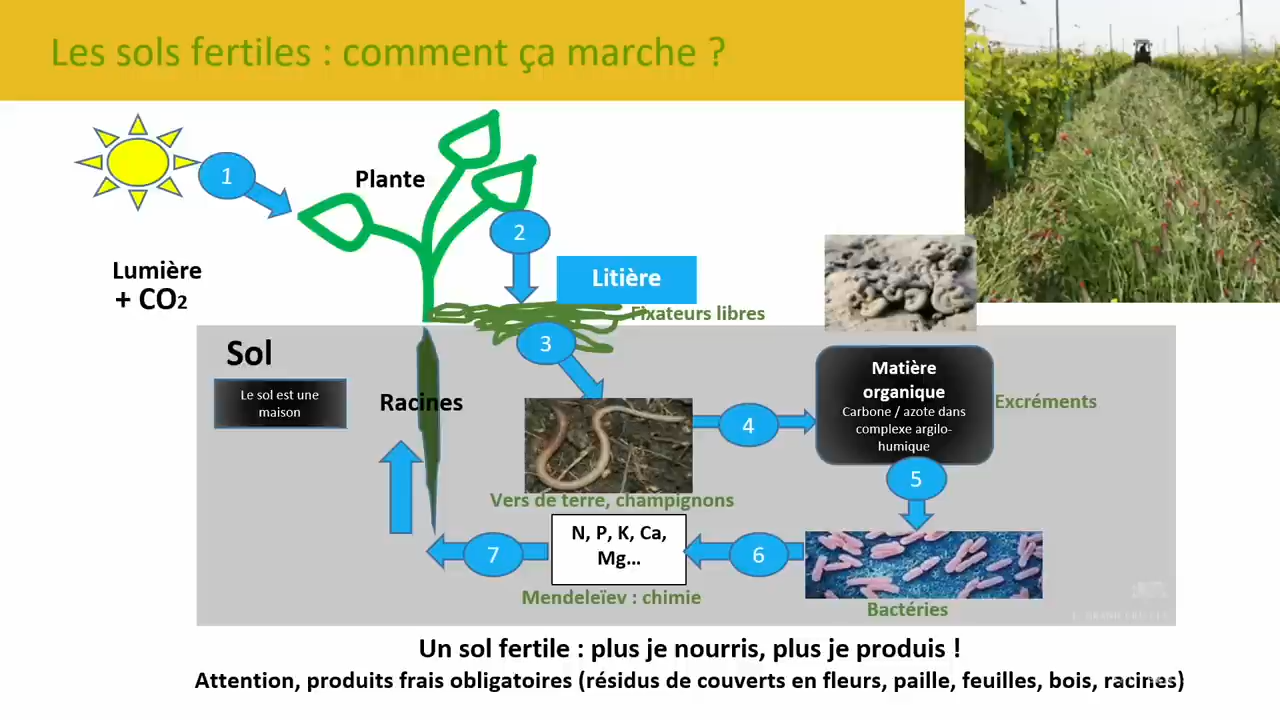 Les sols fertiles : comment ça marche ?
1
Plante
2
Lumière
+ CO2
Litière
Fixateurs libres
Sol
3
Le sol est une
maison
Racines
4
Matière
organique
Carbone / azote dans
complexe argilo-
humique
Excréments
5
Vers de terre, champignons
N, P, K, Ca,
Mg...
7
6
Mendeleïev : chimie
Bactéries
Un sol fertile : plus je nourris, plus je produis !
Attention, produits frais obligatoires (résidus de couverts en fleurs, paille, feuilles, bois, racines)